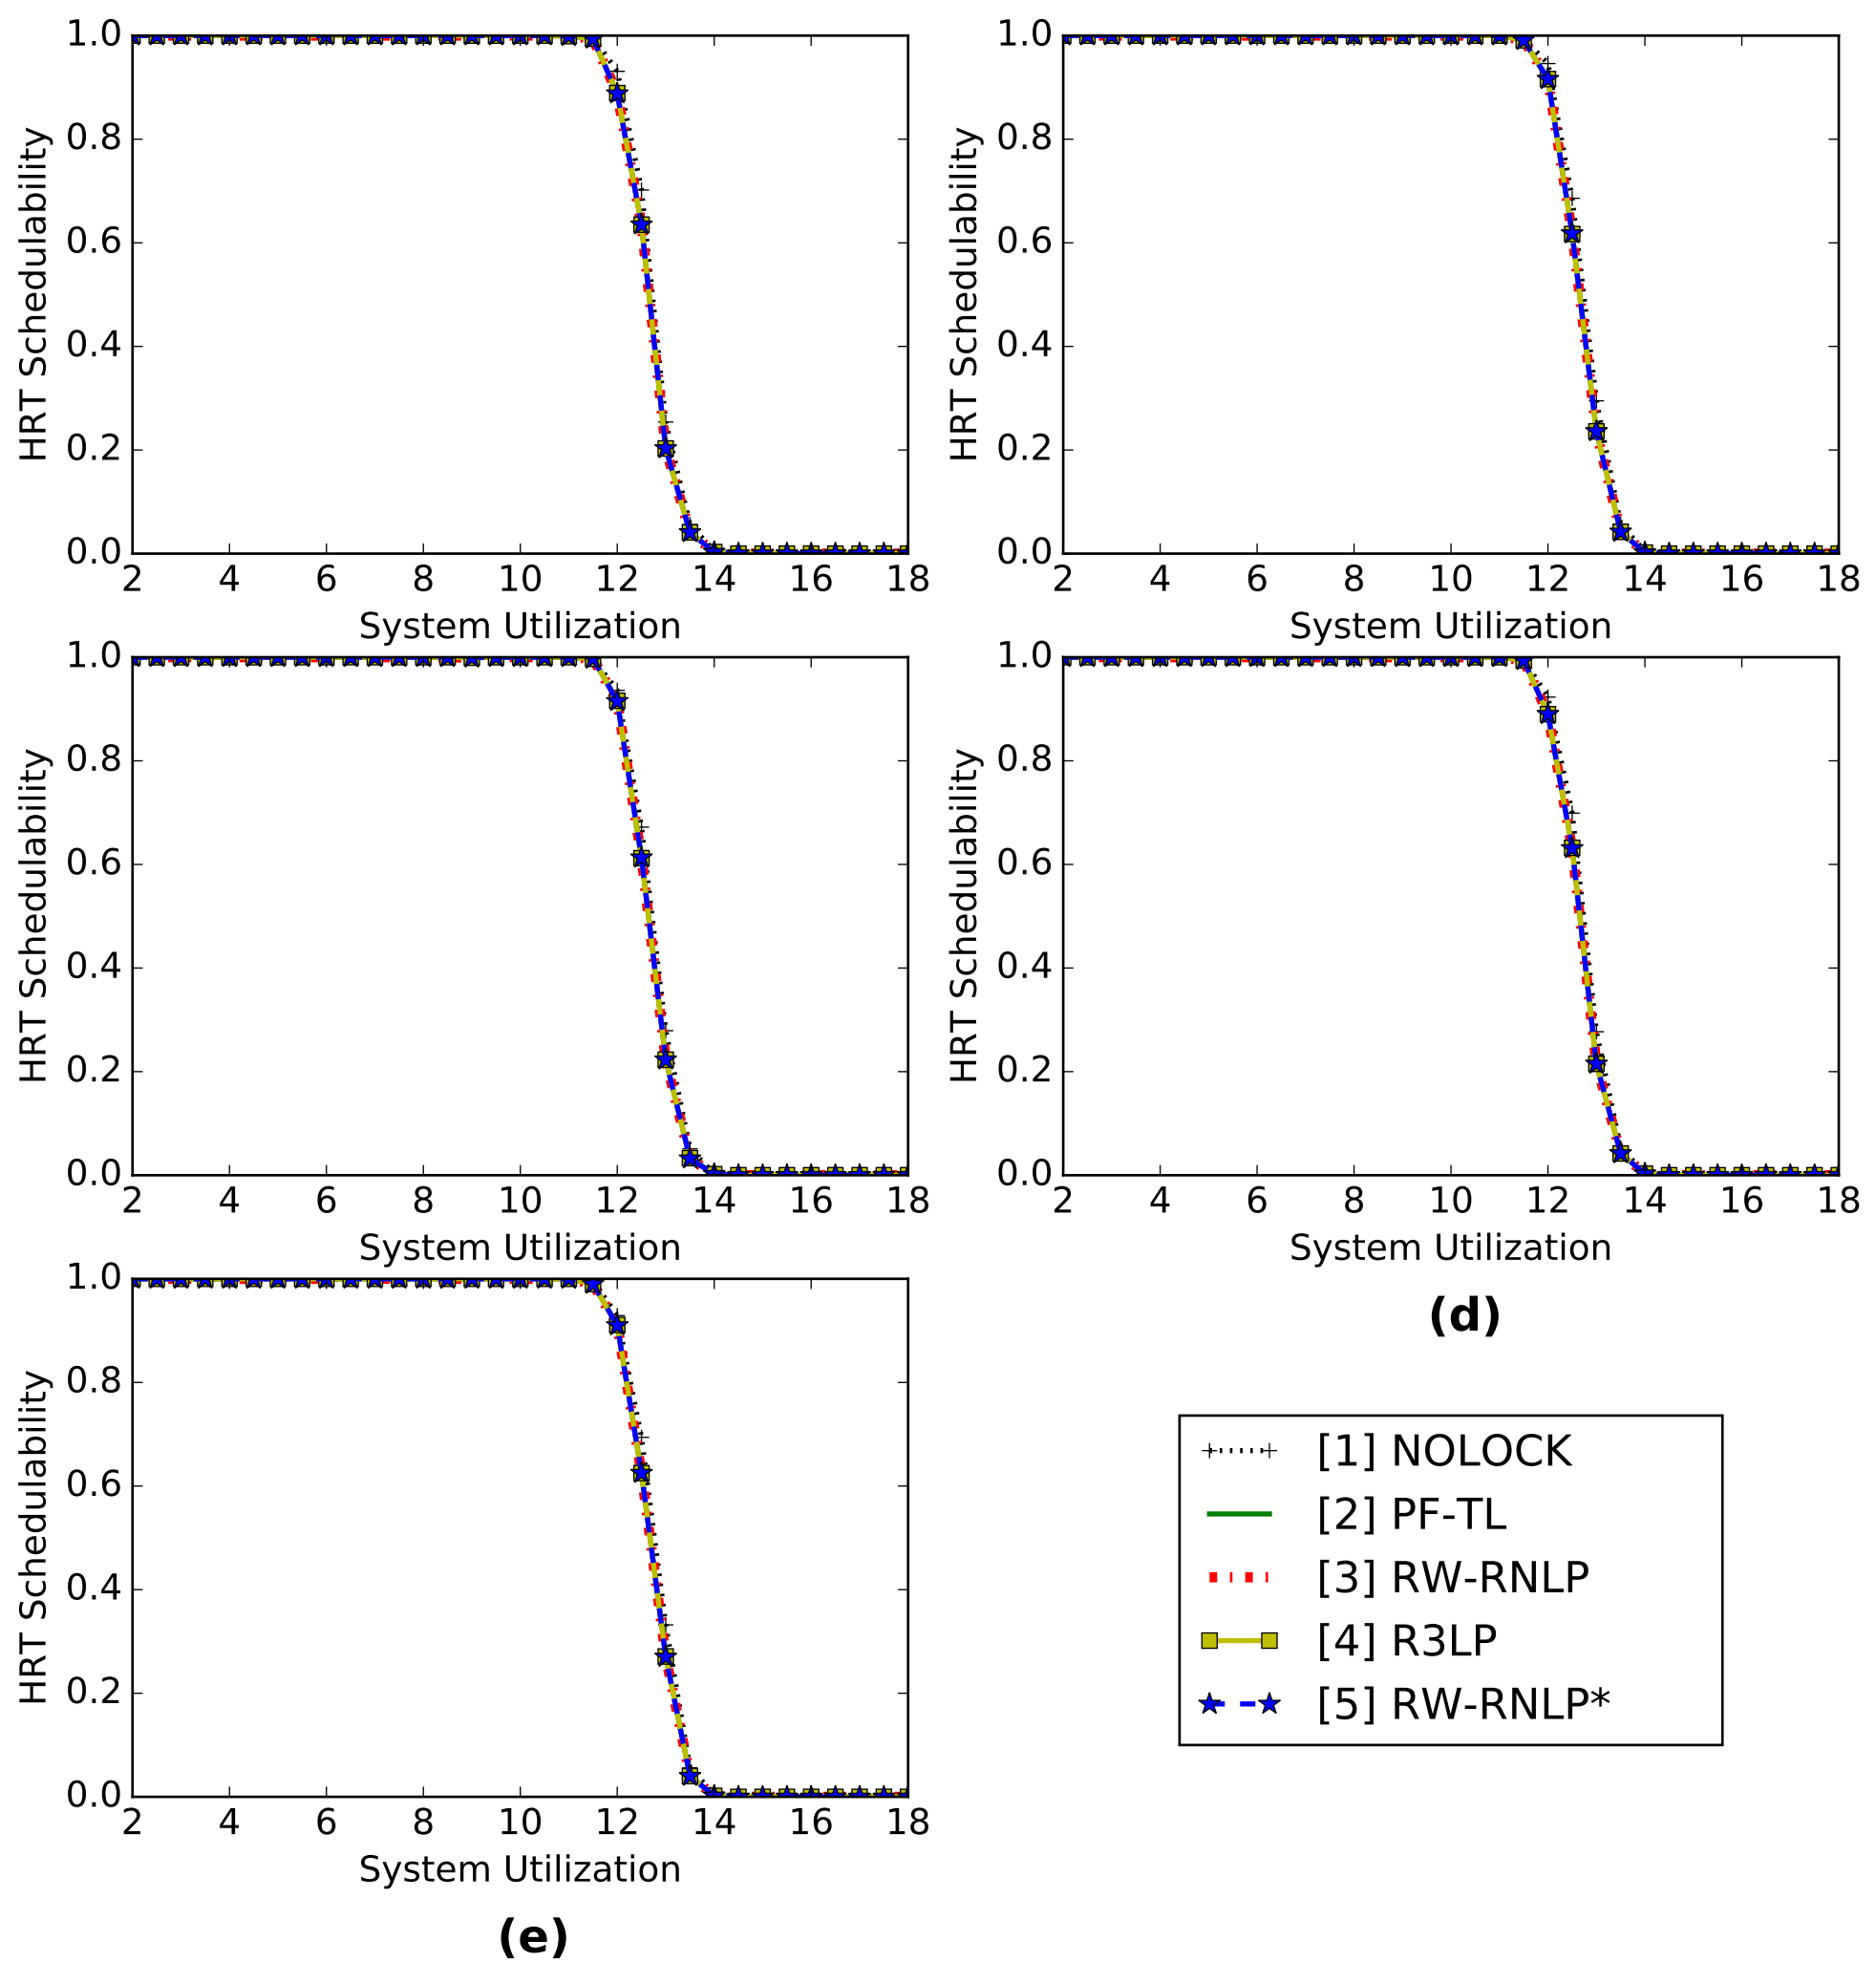 1.0
0.8
0.6
0.4
0.2
0.0
HRT Schedulability
2 4 6 8 10 12 14 16 18
System Utilization
1.0
0.8
0.6
0.4
0.2
0.0
HRT Schedulability
2 4 6 8 10 12 14 16 18
System Utilization
1.0
0.8
0.6
0.4
0.2
0.0
HRT Schedulability
2 4 6 8 10 12 14 16 18
System Utilization
1.0
0.8
0.6
0.4
0.2
0.0
HRT Schedulability
2 4 6 8 10 12 14 16 18
System Utilization
(d)
1.0
0.8
0.6
0.4
0.2
0.0
HRT Schedulability
2 4 6 8 10 12 14 16 18
System Utilization
(e)
[1] NOLOCK
[2] PF-TL
[3] RW-RNLP
[4] R3LP
[5] RW-RNLP*